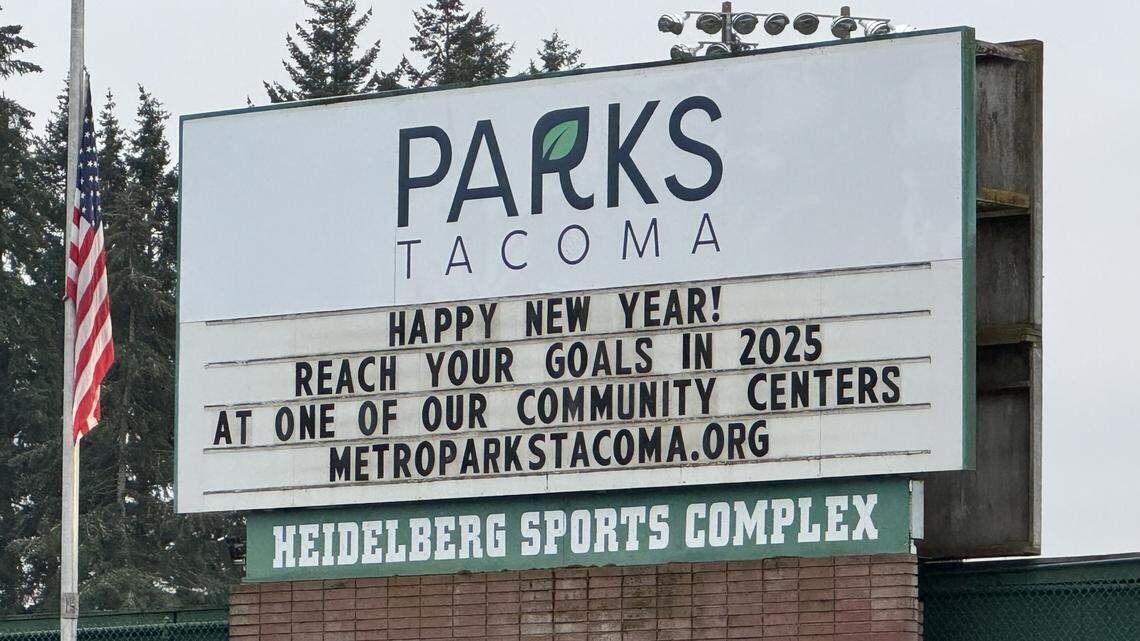 PARKS
TACOMA
HAPPY NEW YEAR!
REACH YOUR GOALS IN 2025
AT ONE OF OUR COMMUNITY CENTERS
METROPARKSTACOMA.ORG
HEIDELBERG SPORTS COMPLEX